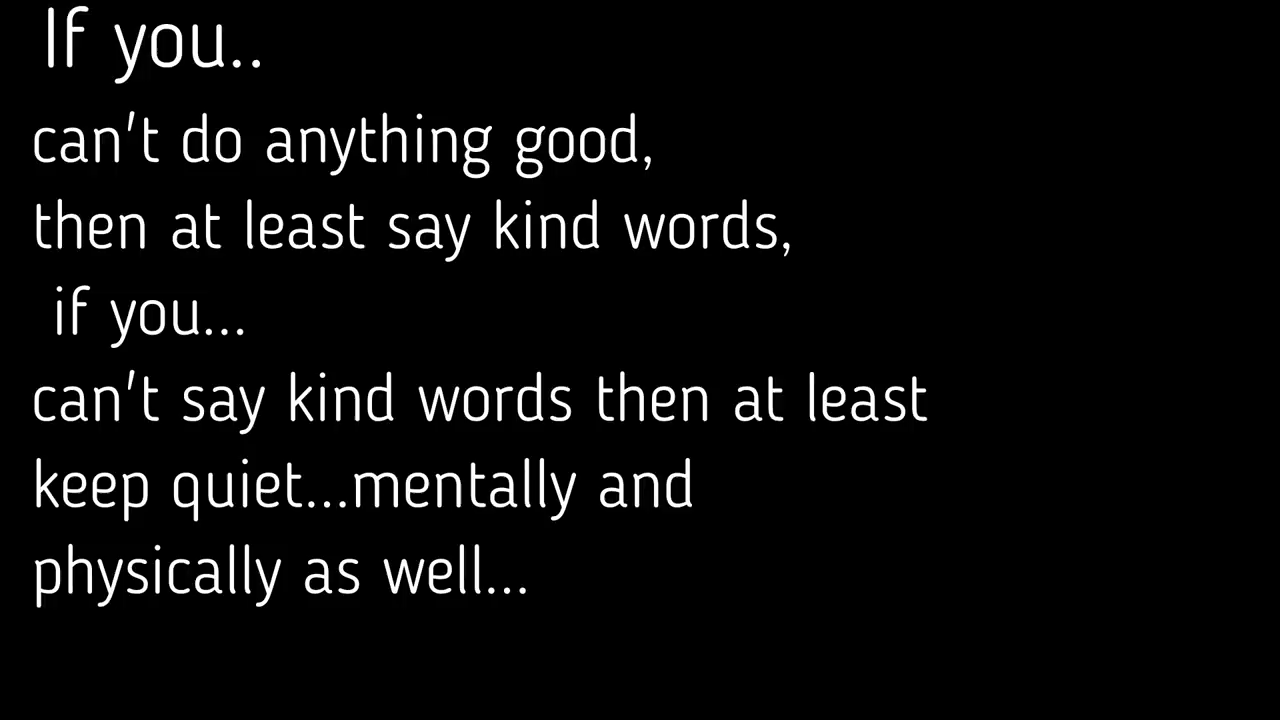 If you..
can't do anything good,
then at least say kind words,
if you...
can't say kind words then at least
keep quiet...mentally and
physically as well...